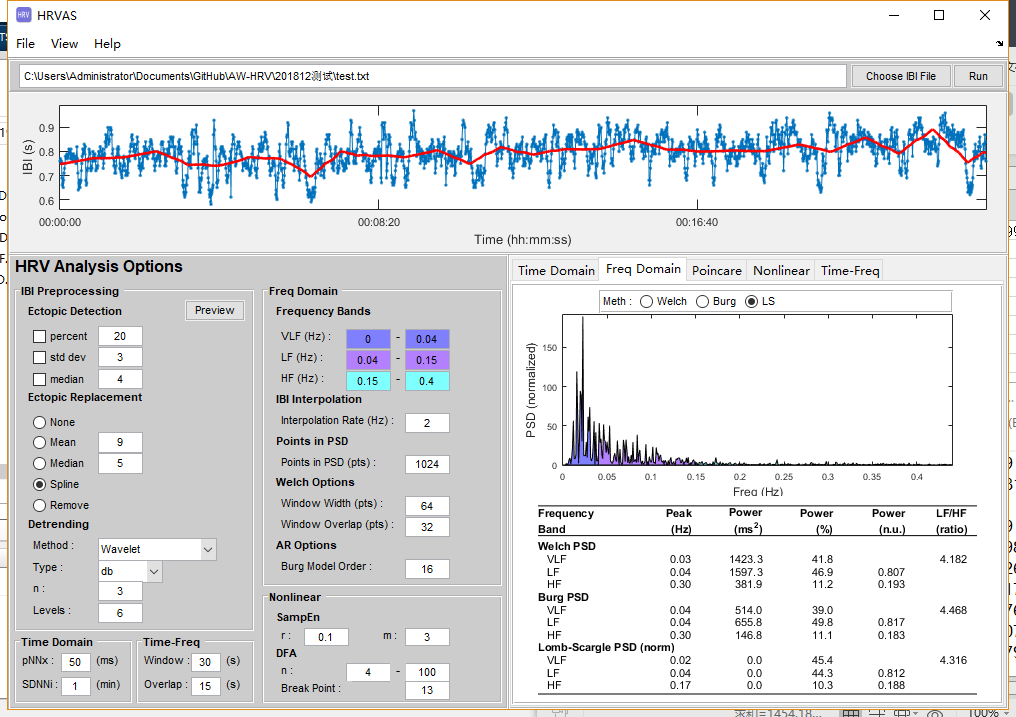 HRV HRVAS
File View Help
C:\Users\Administrator\Documents\GitHub\AW-HRV\201812测试\test.txt Choose IBI File Run
IBI (s)
0.9
0.8
0.7
0.6
00:00:00 00:08:20 00:16:40
Time (hh:mm:ss)
HRV Analysis Options
IBI Preprocessing
Ectopic Detection Preview
percent 20
std dev 3
median 4
Ectopic Replacement
None
Mean 9
Median 5
Spline
Remove
Detrending
Method : Wavelet
Type : db
n : 3
Levels : 6
Time Domain
pNNx : 50 (ms)
SDNNi : 1 (min)
Time-Freq
Window : 30 (s)
Overlap : 15 (s)
Freq Domain
Frequency Bands
VLF (Hz) : 0 - 0.04
LF (Hz) : 0.04 - 0.15
HF (Hz) : 0.15 - 0.4
IBI Interpolation
Interpolation Rate (Hz) : 2
Points in PSD
Points in PSD (pts) : 1024
Welch Options
Window Width (pts) : 64
Window Overlap (pts) : 32
AR Options
Burg Model Order : 16
Nonlinear
SampEn
r : 0.1 m : 3
DFA
n : 4 - 100
Break Point : 13
Time Domain Freq Domain Poincare Nonlinear Time-Freq
Meth : Welch Burg LS
PSD (normalized)
150
100
50
0
0 0.05 0.1 0.15 0.2 0.25 0.3 0.35 0.4
Freq (Hz)
Frequency Peak Power Power Power LF/HF
Band (Hz) (ms2) (%) (n.u.) (ratio)
Welch PSD
VLF 0.03 1423.3 41.8 4.182
LF 0.04 1597.3 46.9 0.807
HF 0.30 381.9 11.2 0.193
Burg PSD
VLF 0.04 514.0 39.0 4.468
LF 0.04 655.8 49.8 0.817
HF 0.30 146.8 11.1 0.183
Lomb-Scargle PSD (norm)
VLF 0.02 0.0 45.4 4.316
LF 0.04 0.0 44.3 0.812
HF 0.17 0.0 10.3 0.188
求和=1454.18... 100%